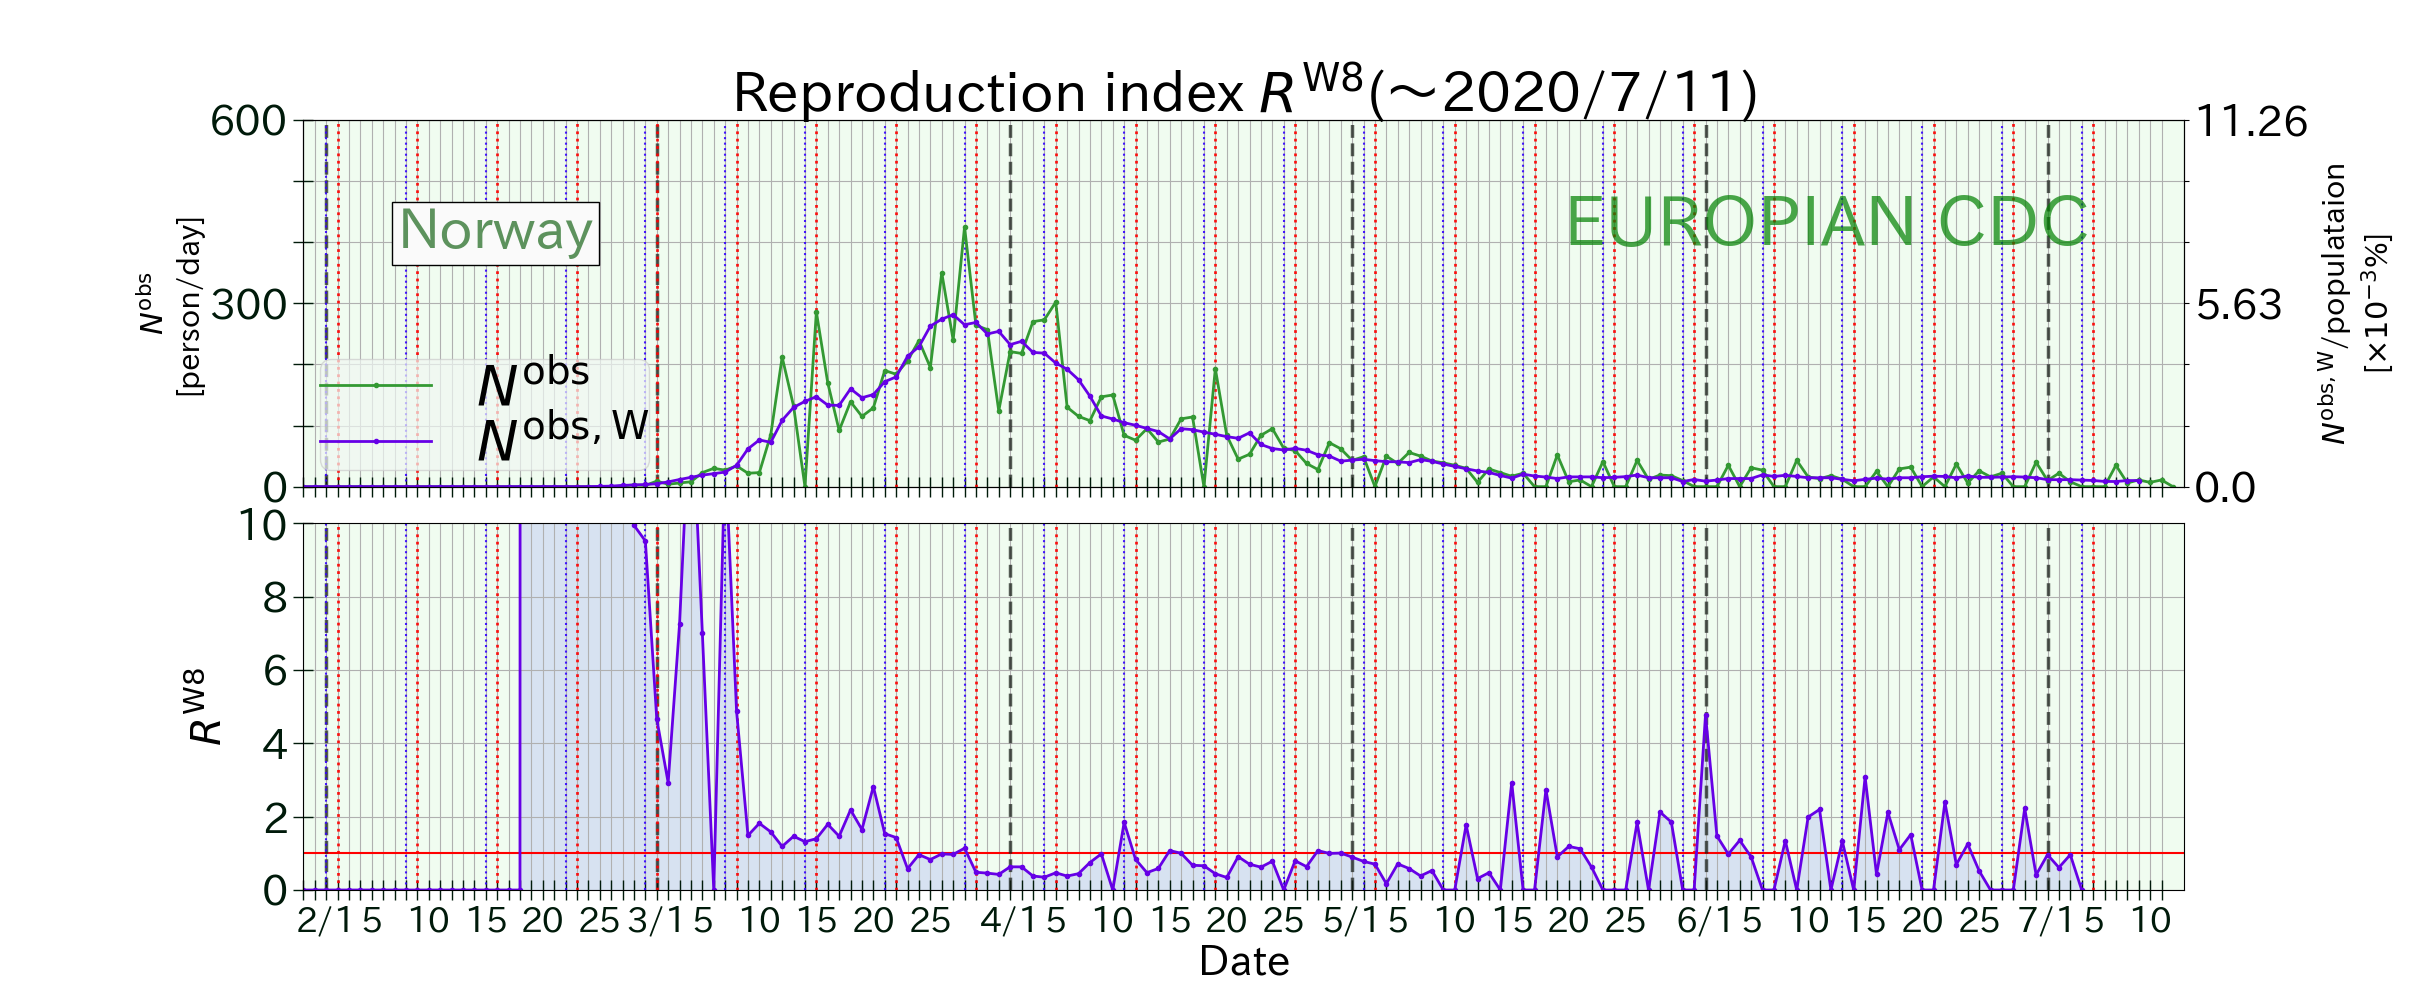 Reproduction index R^W8(～2020/7/11)
600
300
0
11.26
5.63
0.0
N^obs
[person/day]
N^obs, W/populataion
[×10^−3%]
Norway
EUROPIAN CDC
N^obs
N^obs, W
10
8
6
4
2
0
R^W8
2/1 5 10 15 20 25 3/1 5 10 15 20 25 4/1 5 10 15 20 25 5/1 5 10 15 20 25 6/1 5 10 15 20 25 7/1 5 10
Date